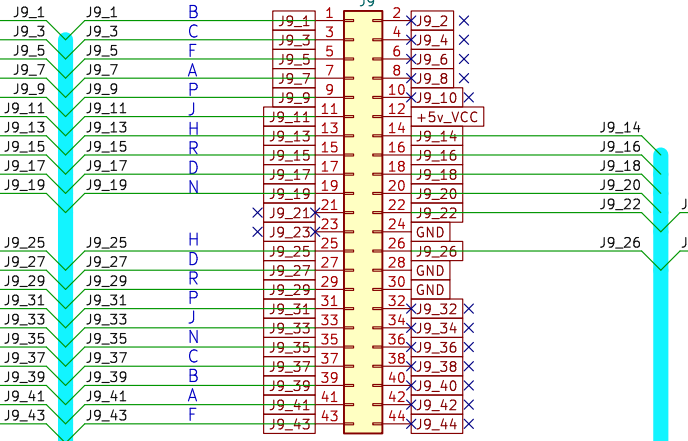 J9
J9_1 J9_1 B J9_1 1 2 J9_2
J9_3 J9_3 C J9_3 3 4 J9_4
J9_5 J9_5 F J9_5 5 6 J9_6
J9_7 J9_7 A J9_7 7 8 J9_8
J9_9 J9_9 P J9_9 9 10 J9_10
J9_11 J9_11 J J9_11 11 12 +5v_VCC
J9_13 J9_13 H J9_13 13 14 J9_14 J9_14
J9_15 J9_15 R J9_15 15 16 J9_16 J9_16
J9_17 J9_17 D J9_17 17 18 J9_18 J9_18
J9_19 J9_19 N J9_19 19 20 J9_20 J9_20
J9_21 21 22 J9_22 J9_22
J9_23 23 24 GND
J9_25 J9_25 H J9_25 25 26 J9_26 J9_26
J9_27 J9_27 D J9_27 27 28 GND
J9_29 J9_29 R J9_29 29 30 GND
J9_31 J9_31 P J9_31 31 32 J9_32
J9_33 J9_33 J J9_33 33 34 J9_34
J9_35 J9_35 N J9_35 35 36 J9_36
J9_37 J9_37 C J9_37 37 38 J9_38
J9_39 J9_39 B J9_39 39 40 J9_40
J9_41 J9_41 A J9_41 41 42 J9_42
J9_43 J9_43 F J9_43 43 44 J9_44